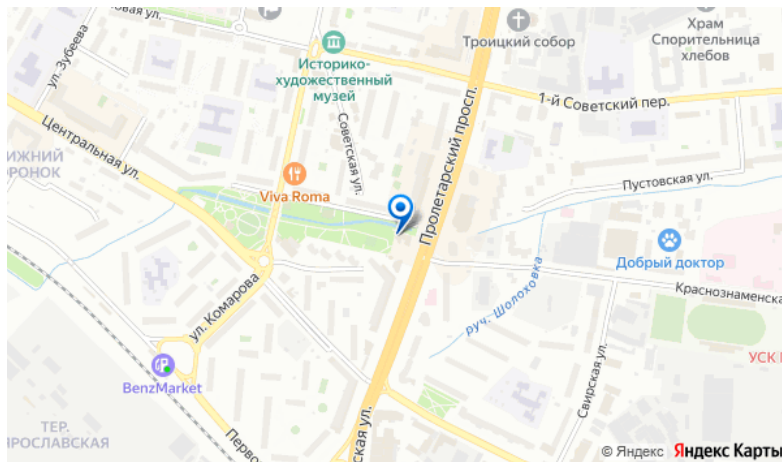 овая ул.
ул. Зубеева
Историко-
художественный
музей
Троицкий собор
Храм
Спорительница
хлебов
1-й Советский пер.
Центральная ул.
Советская ул.
Пролетарский просп.
ИЖНИЙ
ОРОНОК
Viva Roma
Пустовская ул.
Добрый доктор
Краснознаменска
руч. Шолоховка
ул. Комарова
BenzMarket
УСК
Свирская ул.
ТЕР.
ЯРОСЛАВСКАЯ
Перво
ская ул.
© Яндекс Яндекс Карты